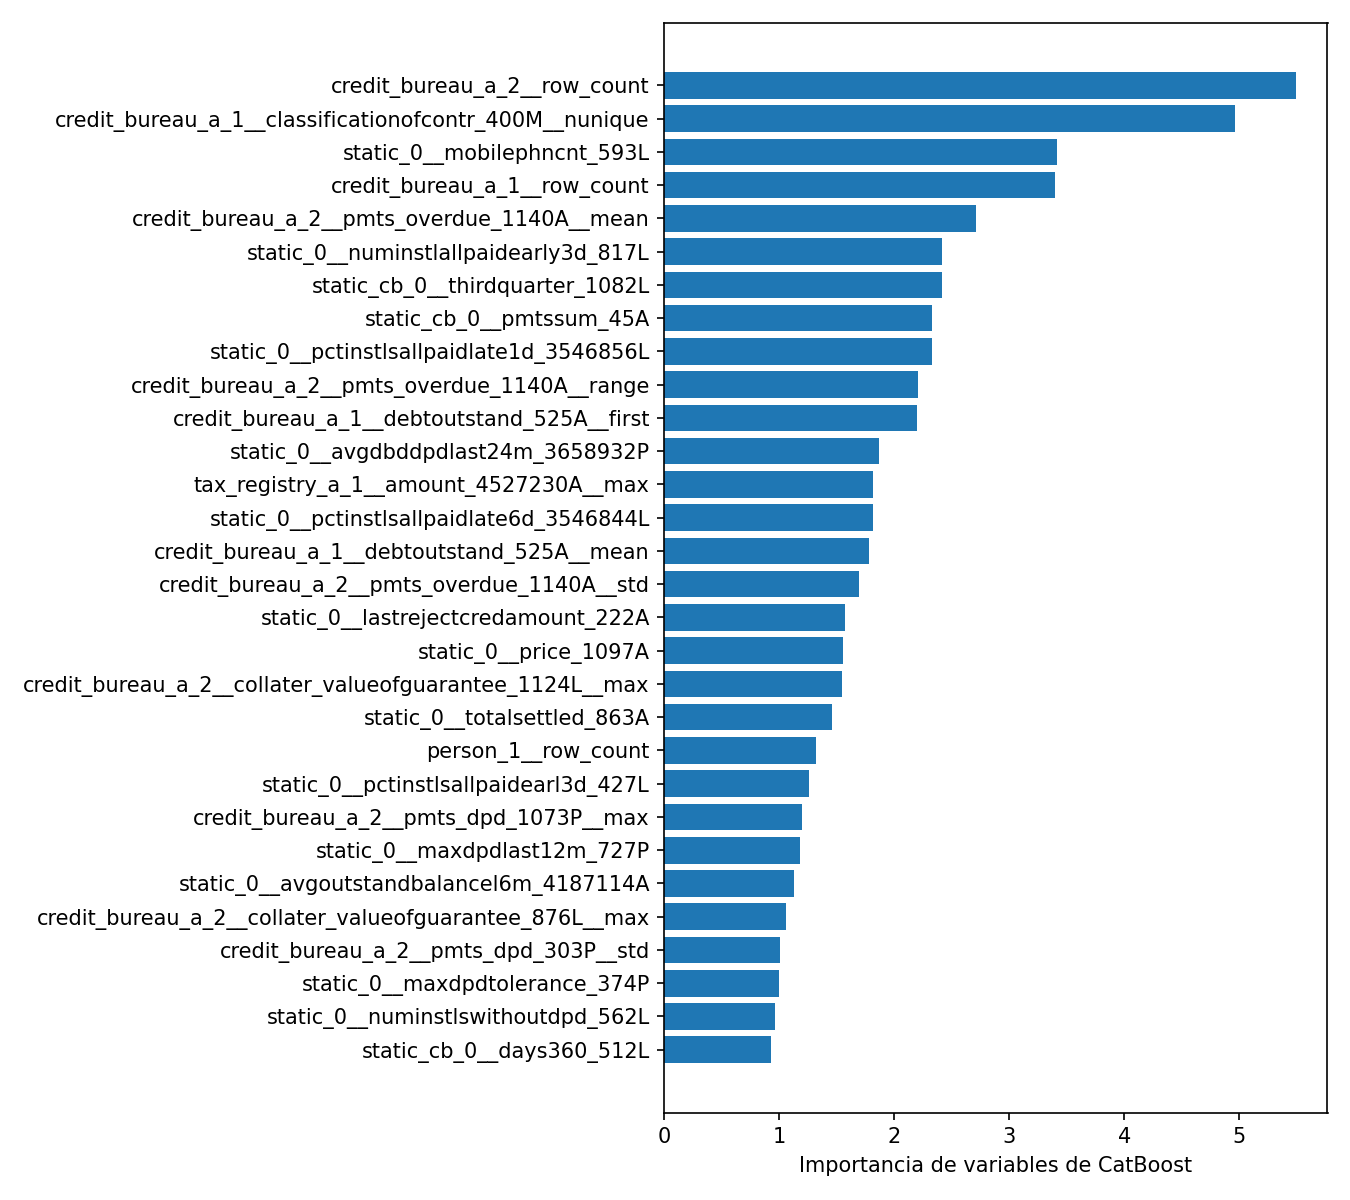 credit_bureau_a_2__row_count
credit_bureau_a_1__classificationofcontr_400M__nunique
static_0__mobilephncnt_593L
credit_bureau_a_1__row_count
credit_bureau_a_2__pmts_overdue_1140A__mean
static_0__numinstlallpaidearly3d_817L
static_cb_0__thirdquarter_1082L
static_cb_0__pmtssum_45A
static_0__pctinstlsallpaidlate1d_3546856L
credit_bureau_a_2__pmts_overdue_1140A__range
credit_bureau_a_1__debtoutstand_525A__first
static_0__avgdbddpdlast24m_3658932P
tax_registry_a_1__amount_4527230A__max
static_0__pctinstlsallpaidlate6d_3546844L
credit_bureau_a_1__debtoutstand_525A__mean
credit_bureau_a_2__pmts_overdue_1140A__std
static_0__lastrejectcredamount_222A
static_0__price_1097A
credit_bureau_a_2__collater_valueofguarantee_1124L__max
static_0__totalsettled_863A
person_1__row_count
static_0__pctinstlsallpaidearl3d_427L
credit_bureau_a_2__pmts_dpd_1073P__max
static_0__maxdpdlast12m_727P
static_0__avgoutstandbalancel6m_4187114A
credit_bureau_a_2__collater_valueofguarantee_876L__max
credit_bureau_a_2__pmts_dpd_303P__std
static_0__maxdpdtolerance_374P
static_0__numinstlswithoutdpd_562L
static_cb_0__days360_512L
0 1 2 3 4 5
Importancia de variables de CatBoost